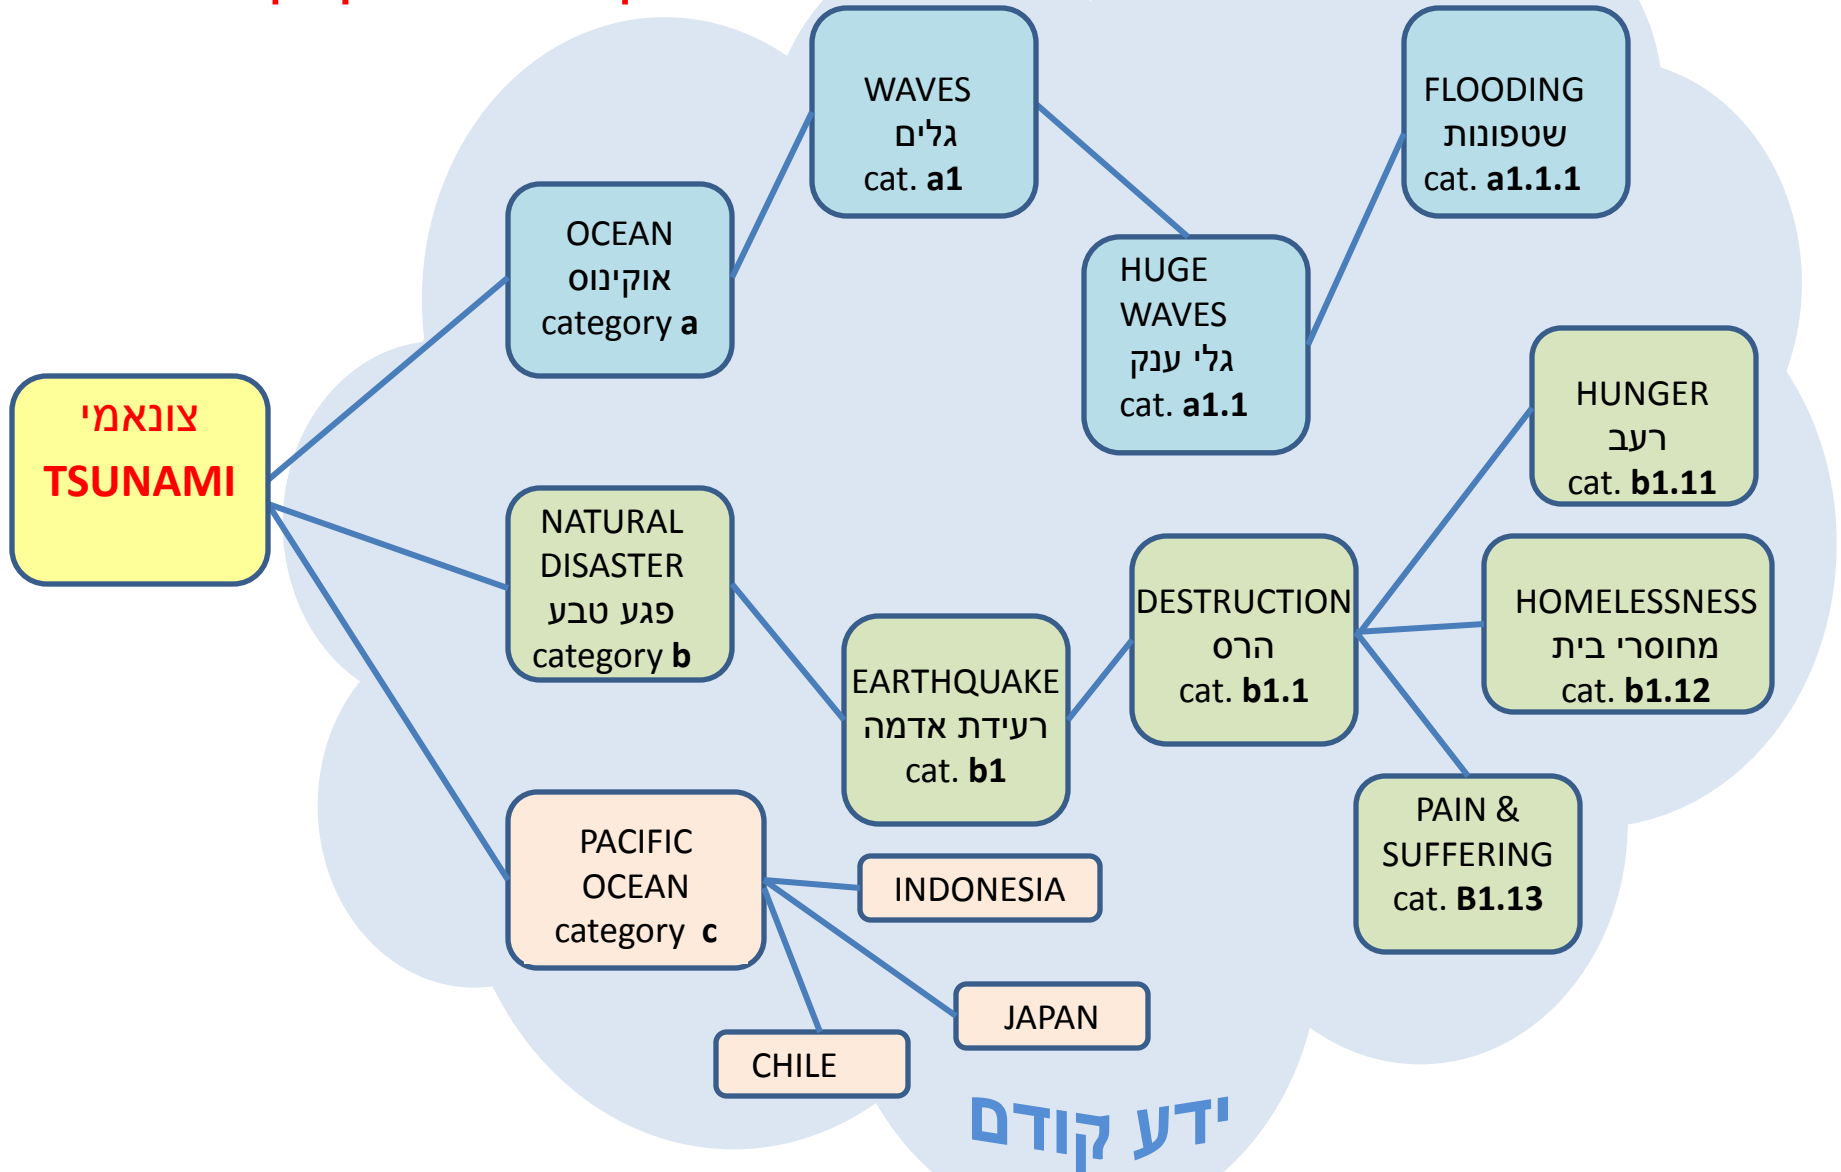 WAVES
גלים
cat. a1
FLOODING
שטפונות
cat. a1.1.1
OCEAN
אוקינוס
category a
HUGE
WAVES
גלי ענק
cat. a1.1
צונאמי
TSUNAMI
HUNGER
רעב
cat. b1.11
NATURAL
DISASTER
פגע טבע
category b
DESTRUCTION
הרס
cat. b1.1
HOMELESSNESS
מחוסרי בית
cat. b1.12
EARTHQUAKE
רעידת אדמה
cat. b1
PAIN &
SUFFERING
cat. B1.13
PACIFIC
OCEAN
category c
INDONESIA
JAPAN
CHILE
ידע קודם